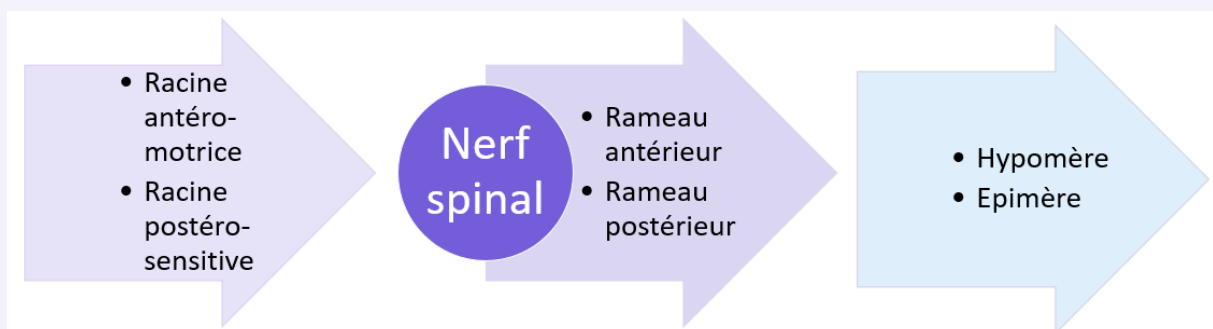 • Racine
antéro-
motrice
• Racine
postéro-
sensitive
Nerf
spinal
• Rameau
antérieur
• Rameau
postérieur
• Hypomère
• Epimère